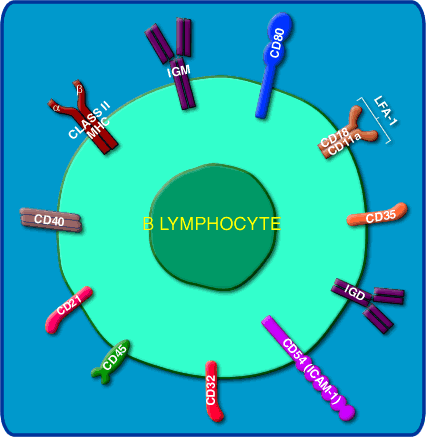 CD80
IGM
β
α
CLASS II
MHC
LFA-1
CD18
CD11a
CD40
CD35
B LYMPHOCYTE
IGD
CD21
CD45
CD32
CD54 (ICAM-1)